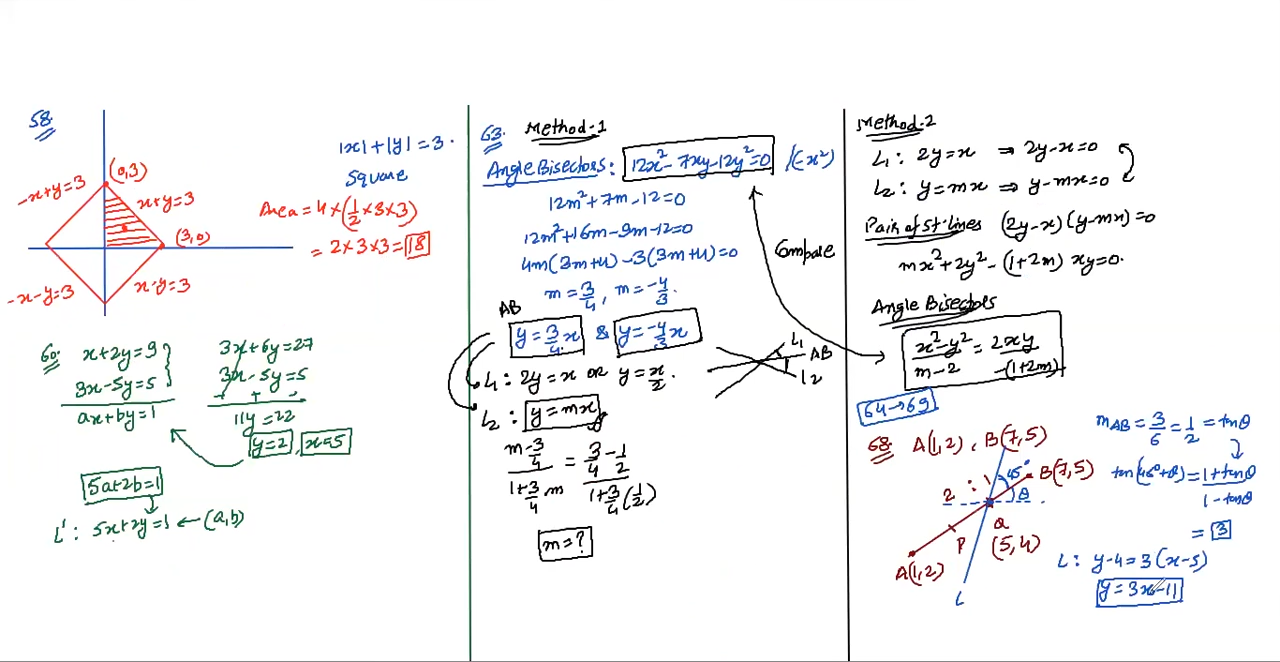 58.
|x|+|y|=3.
Square
Area = 4×(1/2×3×3)
= 2×3×3=18
(0,3)
-x+y=3
x+y=3
(3,0)
-x-y=3
x-y=3
60.
x+2y=9
3x-5y=5
ax+by=1
3x+6y=27
3x-5y=5
- + -
11y=22
y=2, x=5
5a+2b=1
L': 5x+2y=1 ← (a,b)
63. Method-1
Angle Bisectors: 12x²-7xy-12y²=0 /(-x²)
12m²+7m-12=0
12m²+16m-9m-12=0
4m(3m+4)-3(3m+4)=0
m=3/4, m=-4/3.
AB
y=3/4x & y=-4/3x
L₁: 2y=x OR y=x/2.
L₂: y=mx
(m-3/4)/(1+3/4 m) = (3/4-1/2)/(1+3/4(1/2))
m=?
L₁
AB
L₂
Compare
Method-2
L₁: 2y=x ⇒ 2y-x=0
L₂: y=mx ⇒ y-mx=0
Pair of St-lines (2y-x)(y-mx)=0
mx²+2y²-(1+2m)xy=0.
Angle Bisectors
(x²-y²)/(m-2) = 2xy/-(1+2m)
64→69
68. A(1,2), B(7,5)
2 : 1
45°
B(7,5)
θ
Q
(5,4)
P
A(1,2)
L
m_AB=3/6=1/2=tanθ
tan(45°+θ)=(1+tanθ)/(1-tanθ)
= 3
L: y-4=3(x-5)
y=3x-11